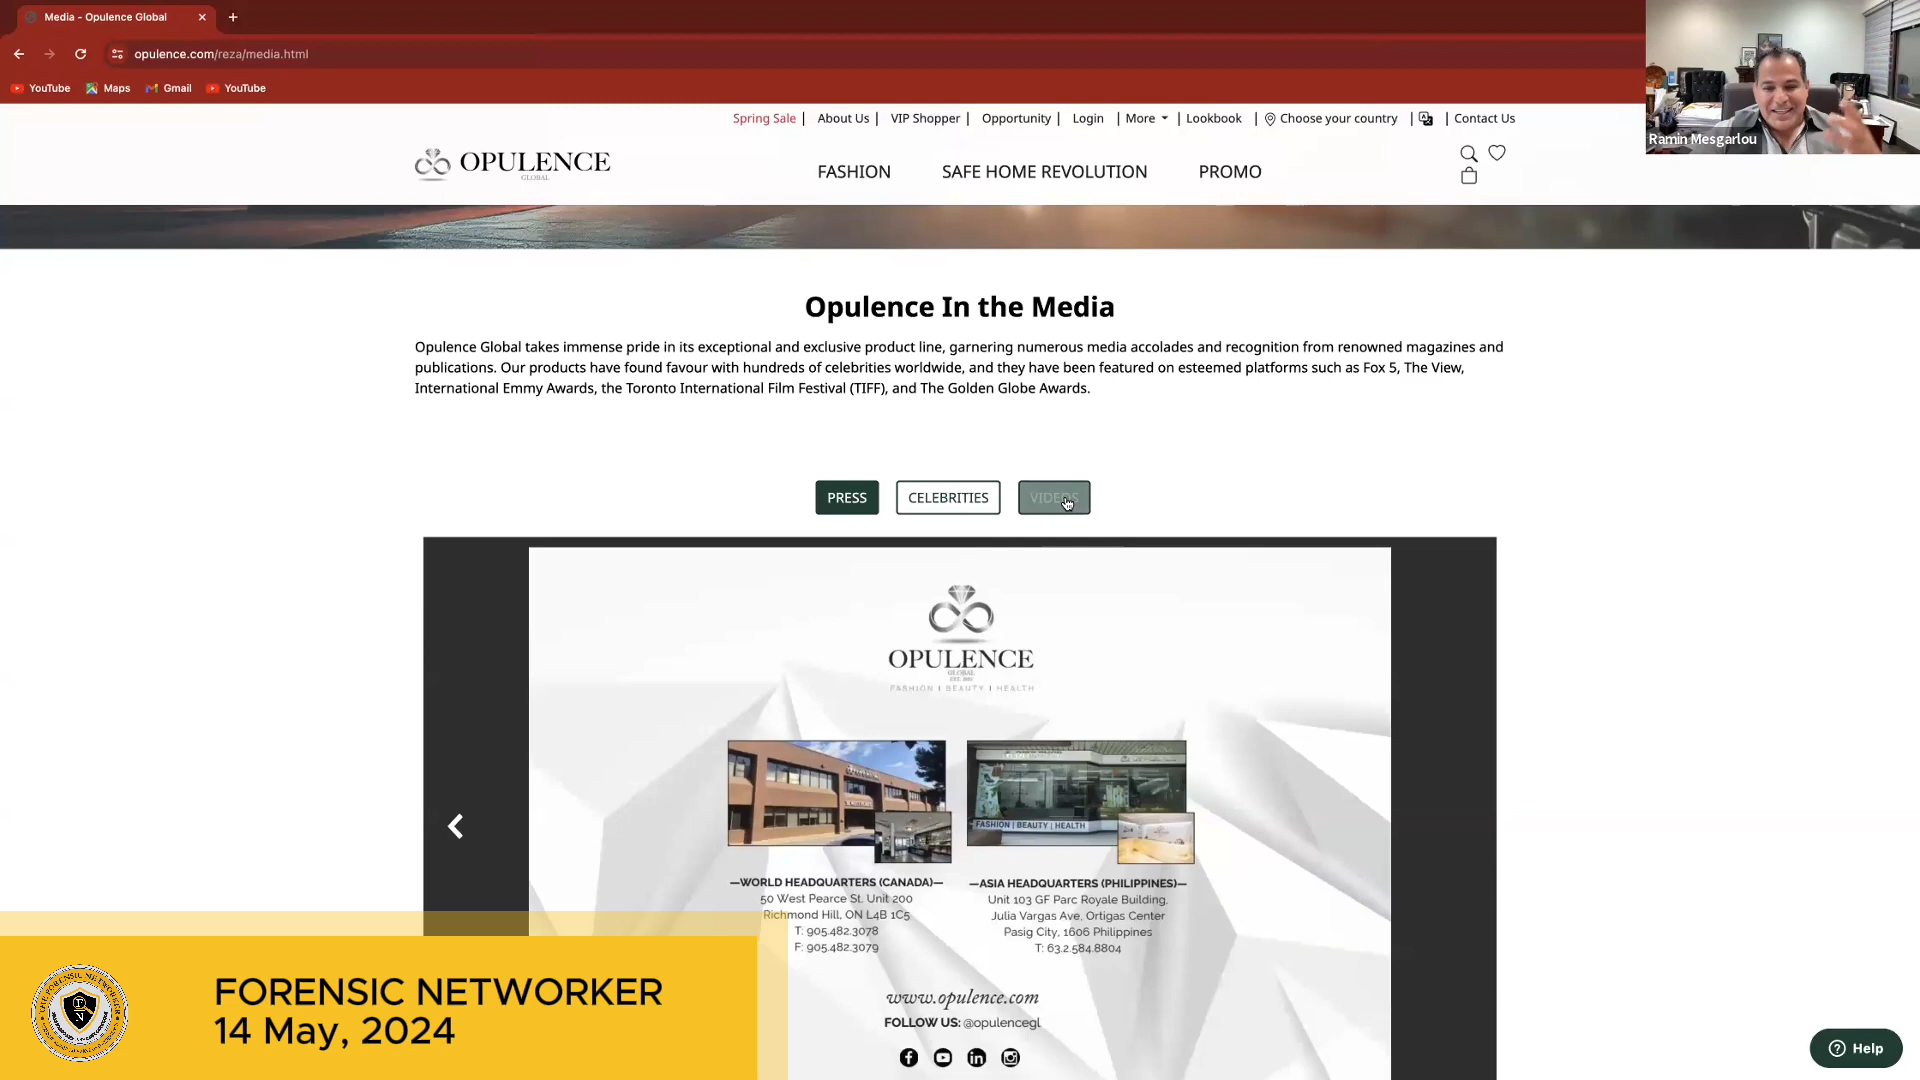 Media - Opulence Global
opulence.com/reza/media.html
YouTube
Maps
Gmail
YouTube
Ramin Mesgarlou
Spring Sale | About Us | VIP Shopper | Opportunity | Login | More | Lookbook | Choose your country | Contact Us
OPULENCE
GLOBAL
FASHION
SAFE HOME REVOLUTION
PROMO
Opulence In the Media
Opulence Global takes immense pride in its exceptional and exclusive product line, garnering numerous media accolades and recognition from renowned magazines and
publications. Our products have found favour with hundreds of celebrities worldwide, and they have been featured on esteemed platforms such as Fox 5, The View,
International Emmy Awards, the Toronto International Film Festival (TIFF), and The Golden Globe Awards.
PRESS
CELEBRITIES
VIDEOS
OPULENCE
GLOBAL
FASHION | BEAUTY | HEALTH
FASHION | BEAUTY | HEALTH
—WORLD HEADQUARTERS (CANADA)—
50 West Pearce St. Unit 200
Richmond Hill, ON L4B 1C5
T: 905.482.3078
F: 905.482.3079
—ASIA HEADQUARTERS (PHILIPPINES)—
Unit 103 GF Parc Royale Building,
Julia Vargas Ave, Ortigas Center
Pasig City, 1606 Philippines
T: 63.2.584.8804
www.opulence.com
FOLLOW US: @opulencegl
FORENSIC NETWORKER
14 May, 2024
Help